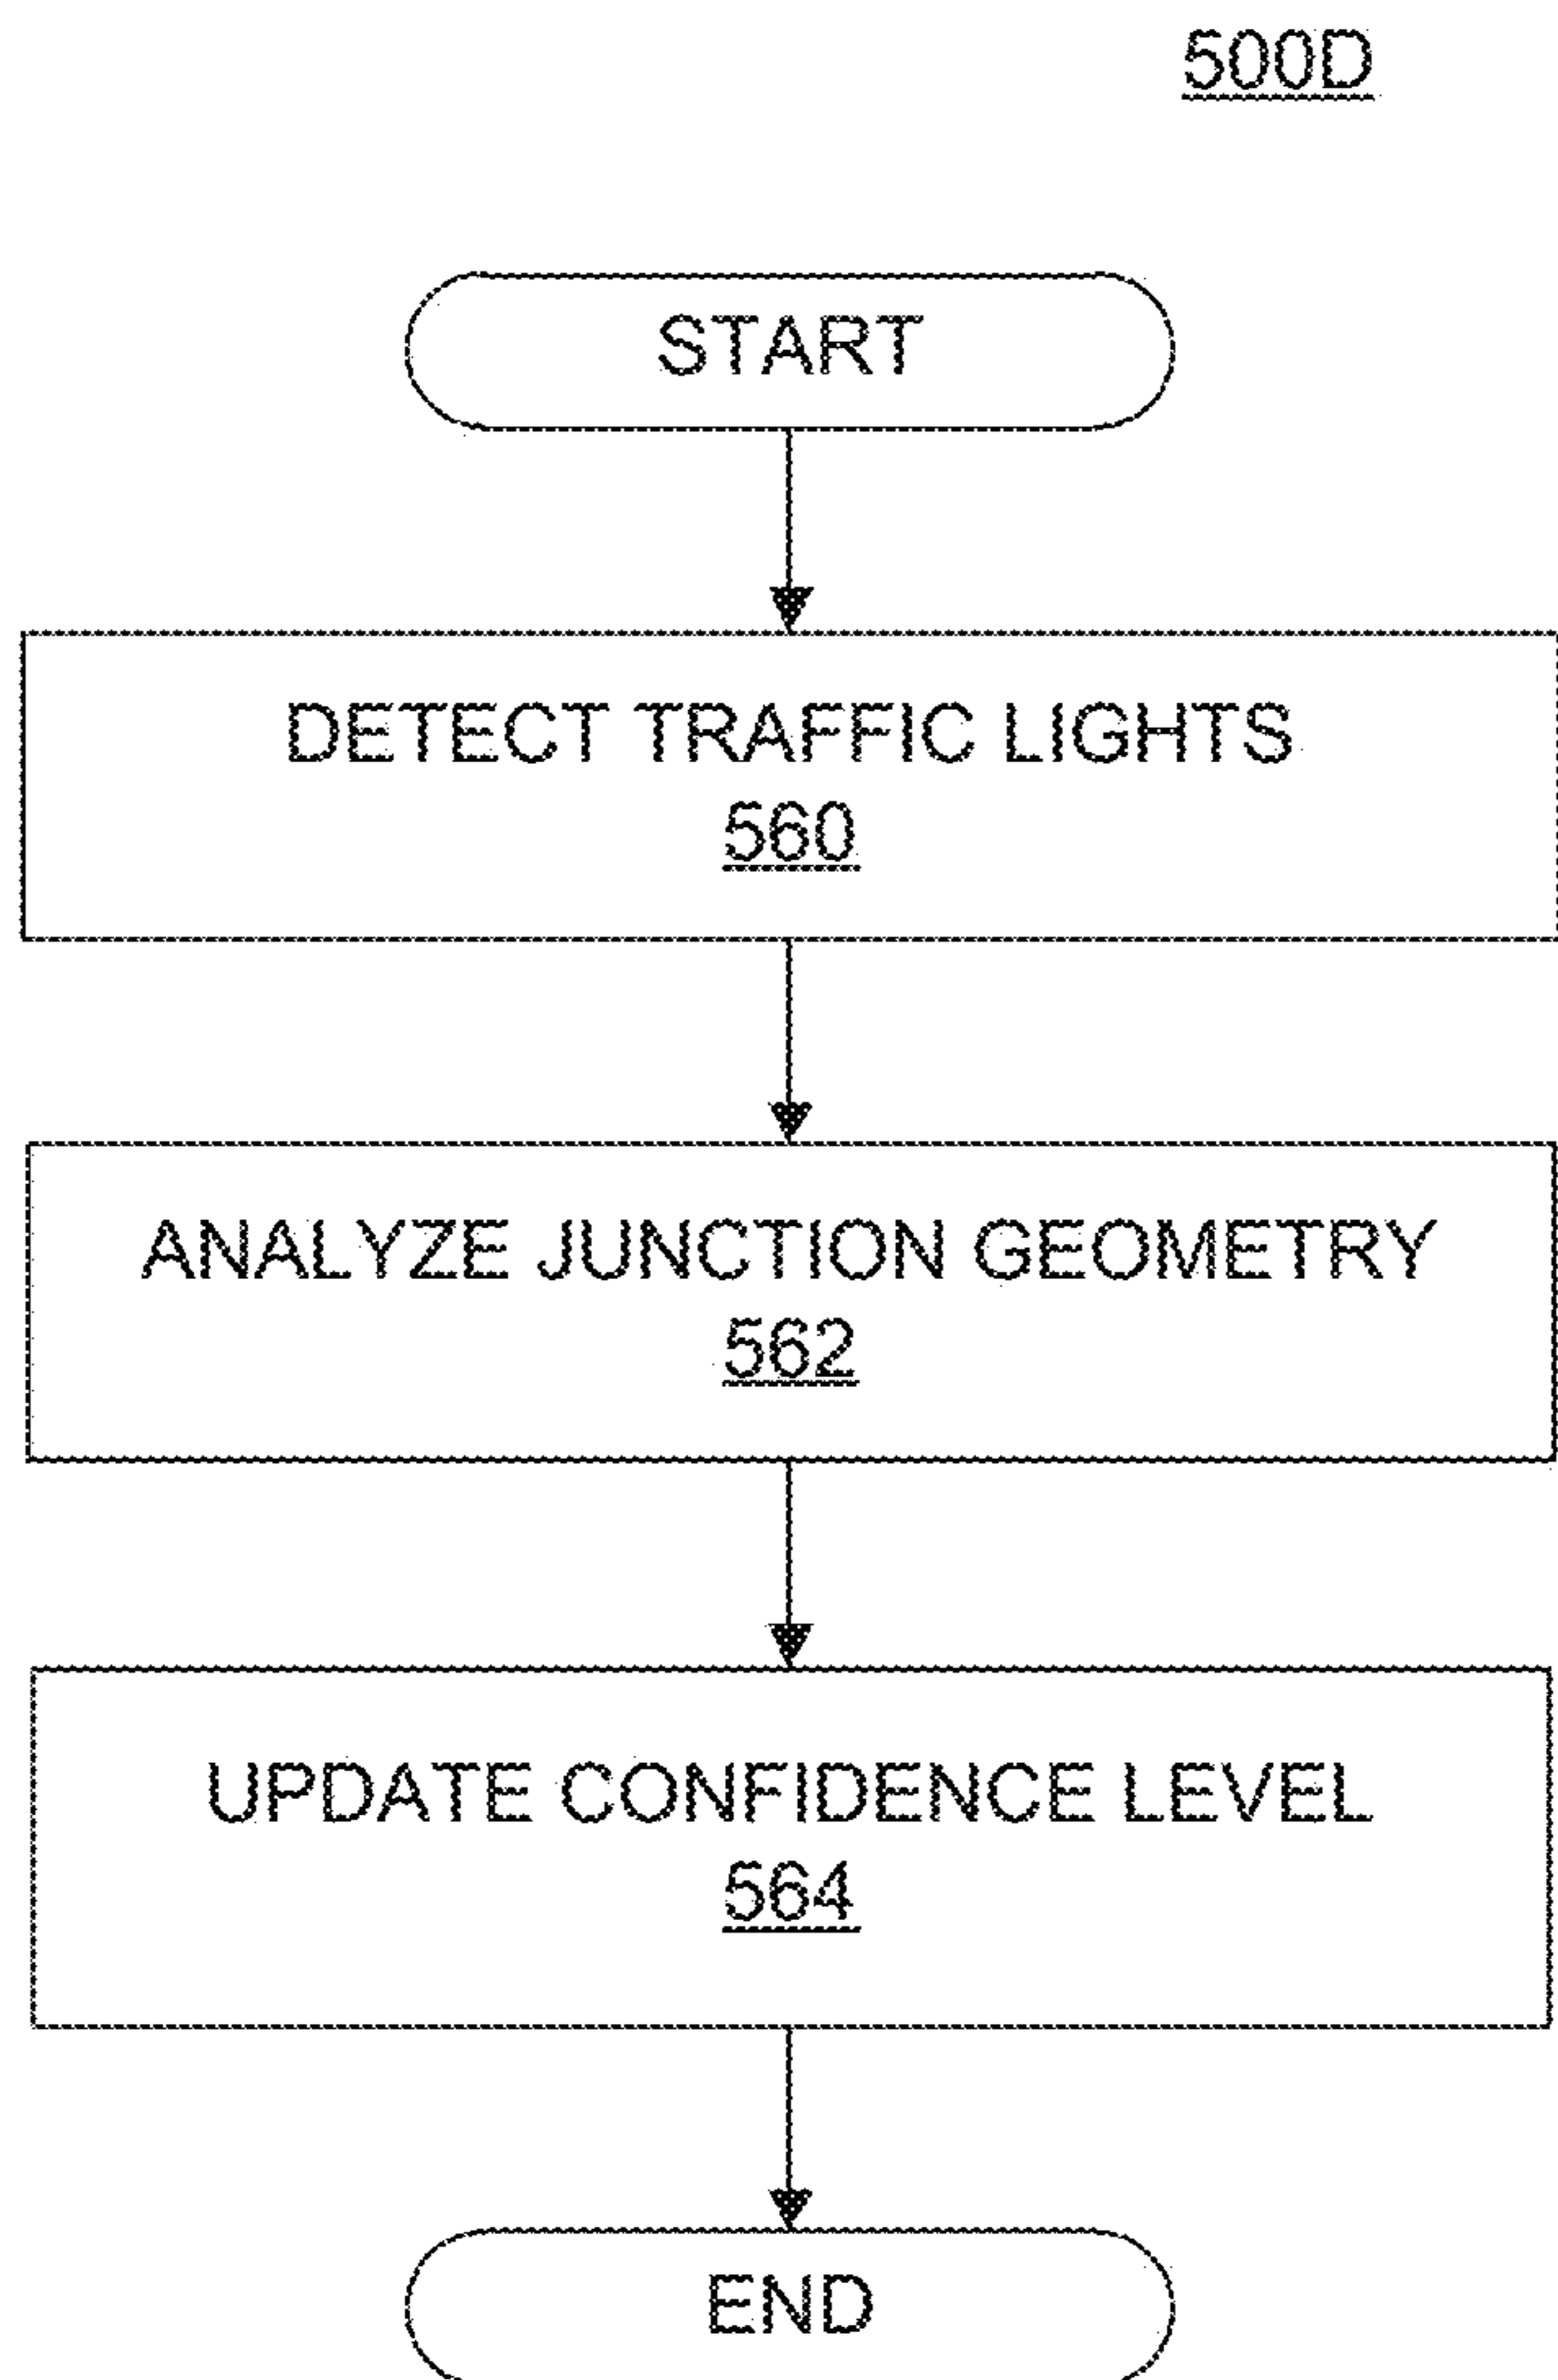 500D
START
DETECT TRAFFIC LIGHTS
560
ANALYZE JUNCTION GEOMETRY
562
UPDATE CONFIDENCE LEVEL
564
END